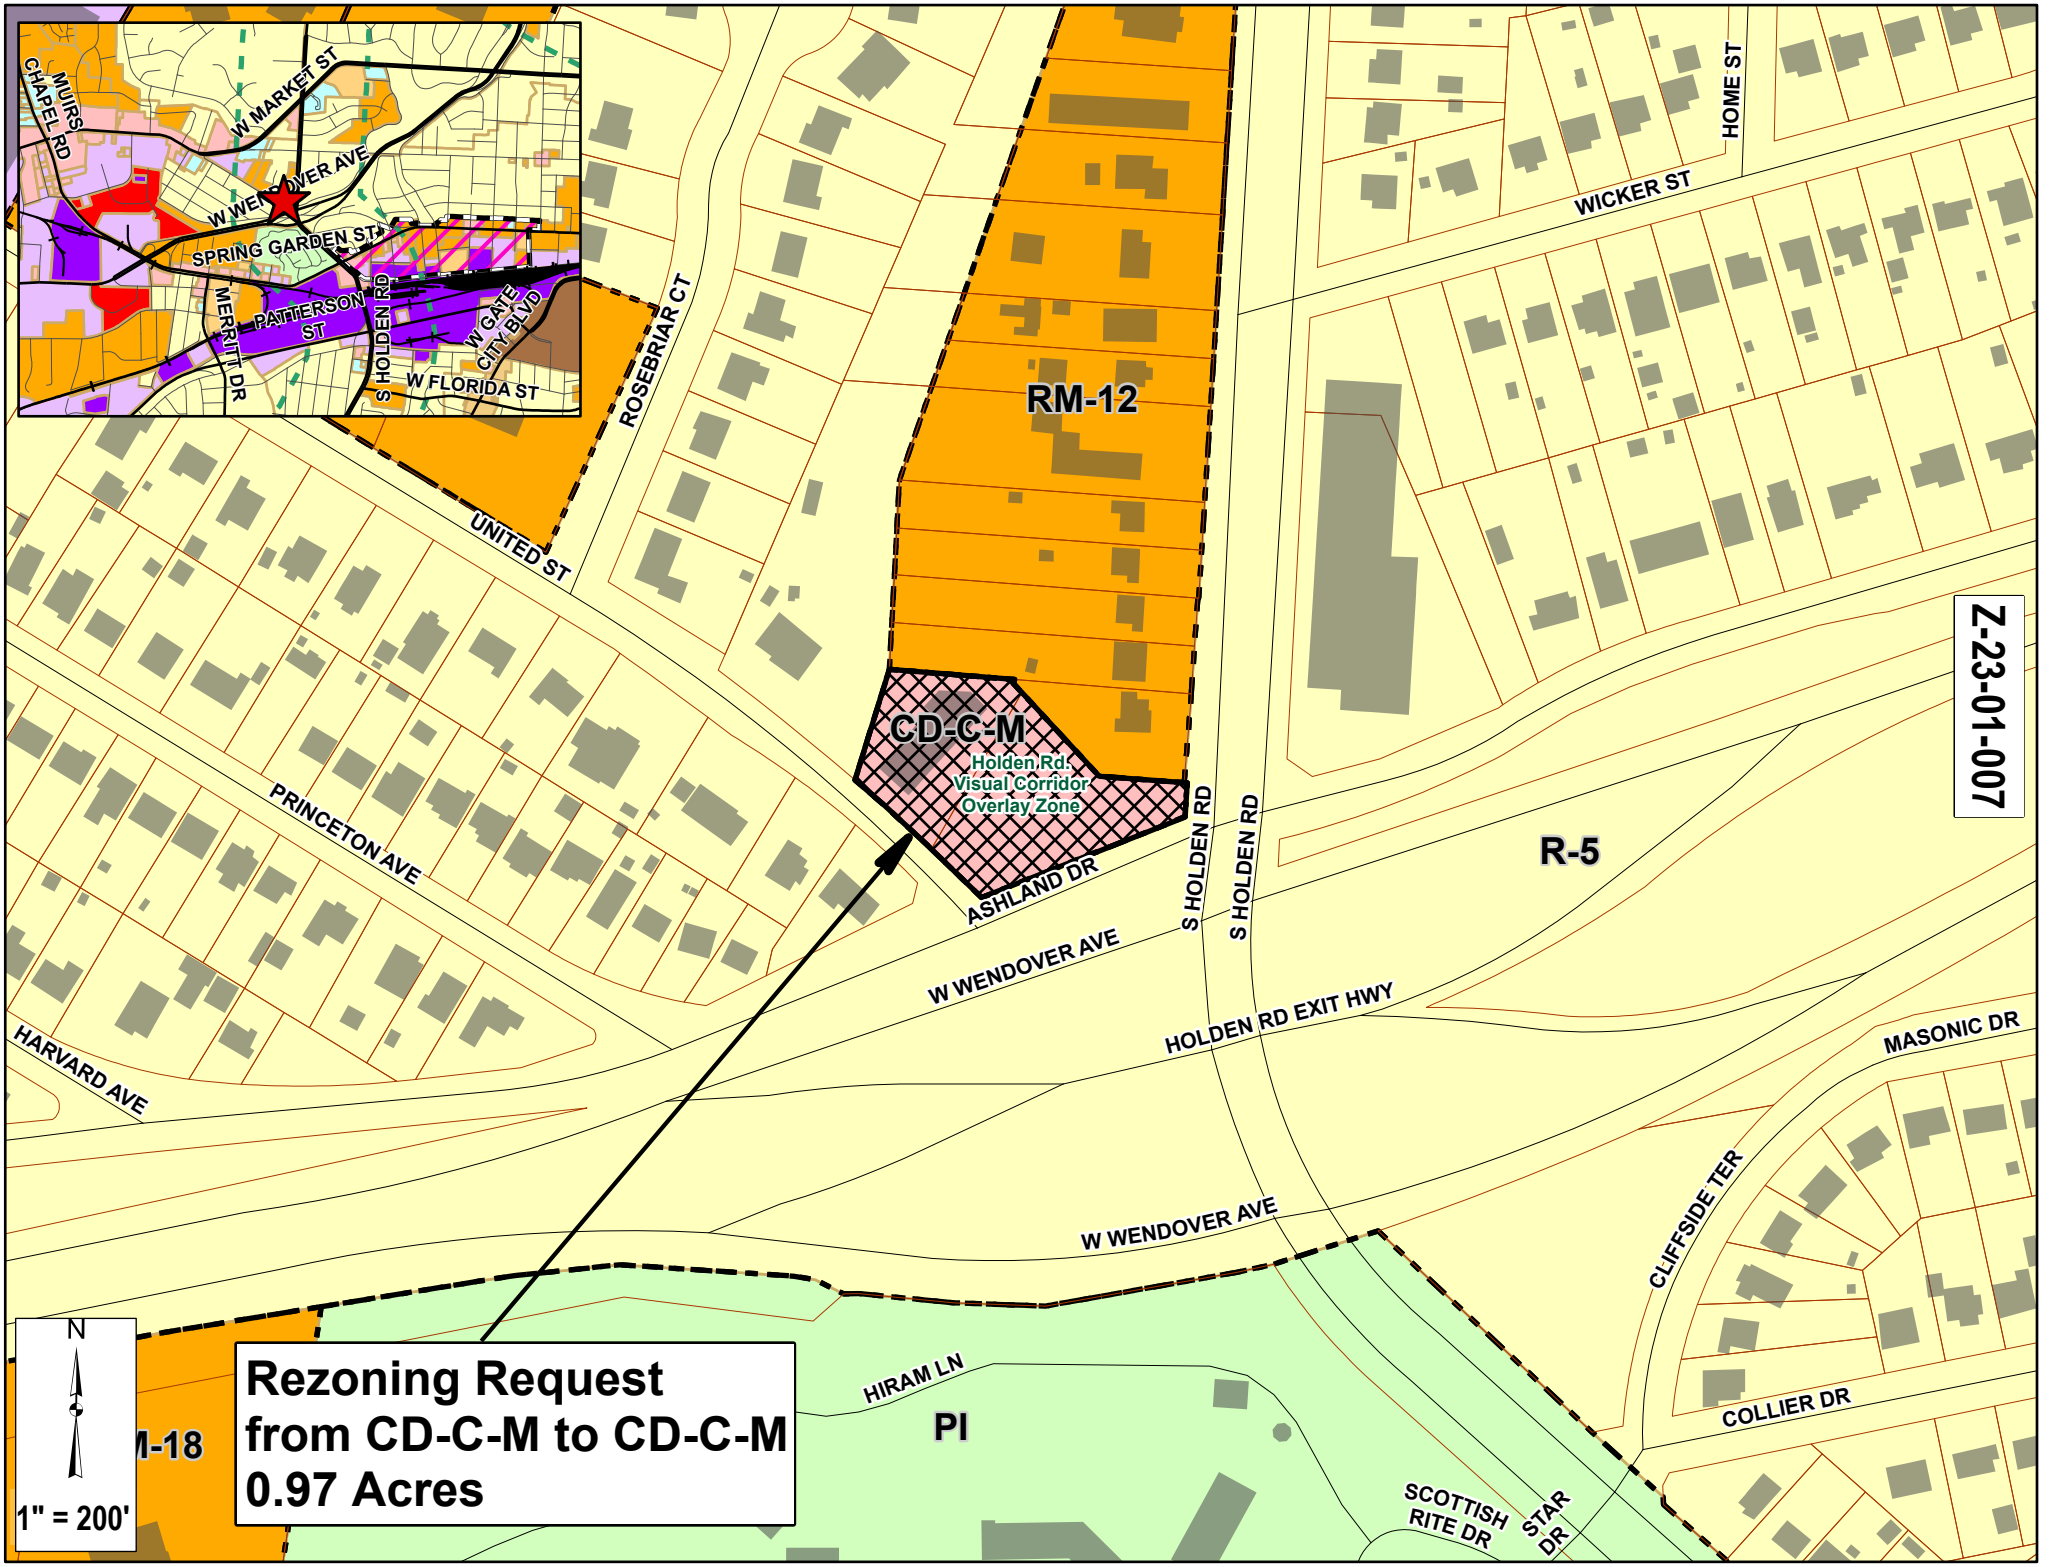 MUIRS
CHAPEL RD
W MARKET ST
W WENDOVER AVE
SPRING GARDEN ST
MERRITT DR
PATTERSON
ST
S HOLDEN RD
W GATE
CITY BLVD
W FLORIDA ST
HOME ST
WICKER ST
ROSEBRIAR CT
RM-12
UNITED ST
Z-23-01-007
CD-C-M
Holden Rd.
Visual Corridor
Overlay Zone
PRINCETON AVE
S HOLDEN RD
S HOLDEN RD
R-5
ASHLAND DR
W WENDOVER AVE
HOLDEN RD EXIT HWY
MASONIC DR
HARVARD AVE
CLIFFSIDE TER
W WENDOVER AVE
N
1" = 200'
M-18
Rezoning Request
from CD-C-M to CD-C-M
0.97 Acres
HIRAM LN
PI
COLLIER DR
SCOTTISH
RITE DR
STAR
DR